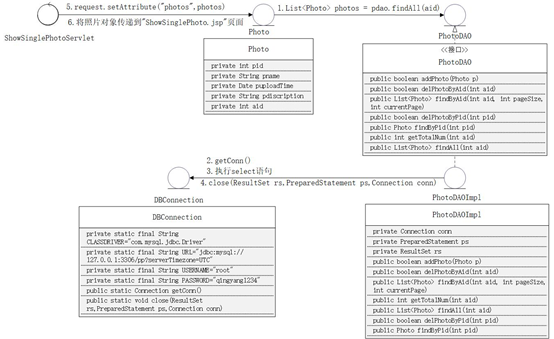 5.request.setAttribute("photos",photos)
6.将照片对象传递到"ShowSinglePhoto.jsp"页面
ShowSinglePhotoServlet
1.List<Photo> photos = pdao.findAll(aid)
Photo
Photo
private int pid
private String pname
private Date puploadTime
private String pdiscription
private int aid
PhotoDAO
<<接口>>
PhotoDAO
public boolean addPhoto(Photo p)
public boolean delPhotoByAid(int aid)
public List<Photo> findByAid(int aid, int pageSize,
int currentPage)
public boolean delPhotoByPid(int pid)
public Photo findByPid(int pid)
public int getTotalNum(int aid)
public List<Photo> findAll(int aid)
2.getConn()
3.执行select语句
4.close(ResultSet rs,PreparedStatement ps,Connection conn)
DBConnection
DBConnection
private static final String
CLASSDRIVER="com.mysql.jdbc.Driver"
private static final String URL="jdbc:mysql://
127.0.0.1:3306/pp?serverTimezone=UTC"
private static final String USERNAME="root"
private static final String PASSWORD="qingyang1234"
public static Connection getConn()
public static void close(ResultSet
rs,PreparedStatement ps,Connection conn)
PhotoDAOImpl
PhotoDAOImpl
private Connection conn
private PreparedStatement ps
private ResultSet rs
public boolean addPhoto(Photo p)
public boolean delPhotoByAid(int aid)
public List<Photo> findByAid(int aid, int pageSize,
int currentPage)
public int getTotalNum(int aid)
public List<Photo> findAll(int aid)
public boolean delPhotoByPid(int pid)
public Photo findByPid(int pid)